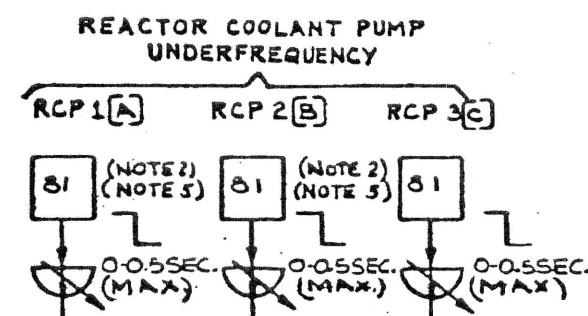 REACTOR COOLANT PUMP
UNDERFREQUENCY
RCP 1[A] RCP 2[B] RCP 3[C]
81 (NOTE 2) 81 (NOTE 2) 81
(NOTE 5) (NOTE 5)
0-0.5SEC. 0-0.5SEC. 0-0.5SEC.
(MAX) (MAX.) (MAX)